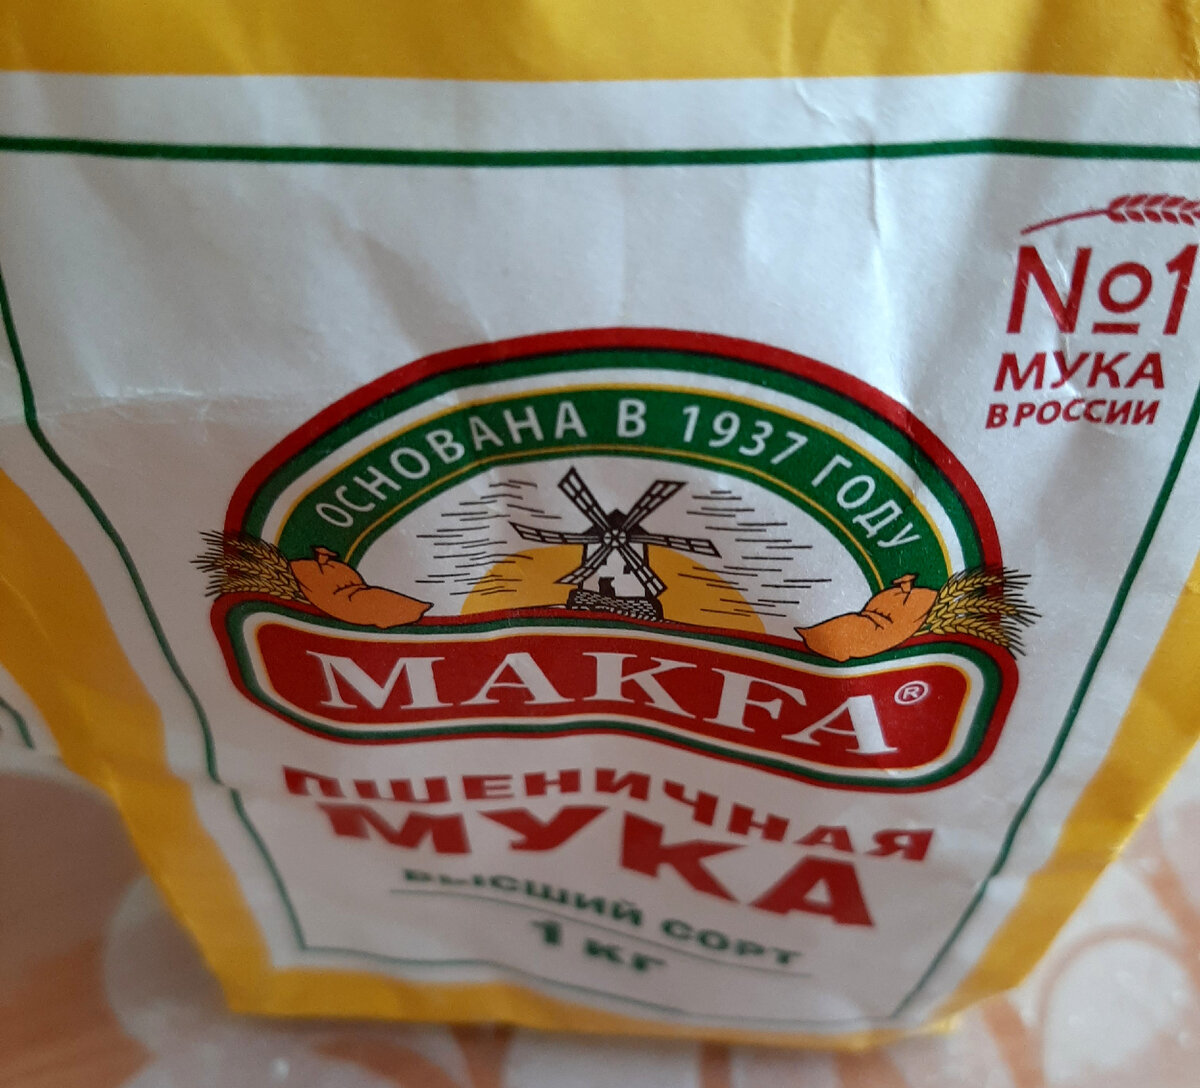 №1
МУКА
В РОССИИ
ОСНОВАНА В 1937 ГОДУ
MAKFA®
ПШЕНИЧНАЯ
МУКА
ВЫСШИЙ СОРТ
1 КГ